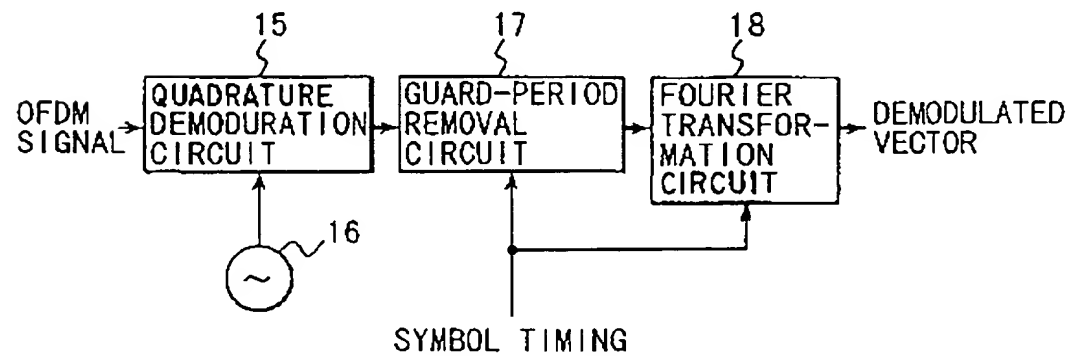 15
17
18
OFDM
SIGNAL
QUADRATURE
DEMODURATION
CIRCUIT
GUARD-PERIOD
REMOVAL
CIRCUIT
FOURIER
TRANSFOR-
MATION
CIRCUIT
DEMODULATED
VECTOR
16
~
SYMBOL TIMING